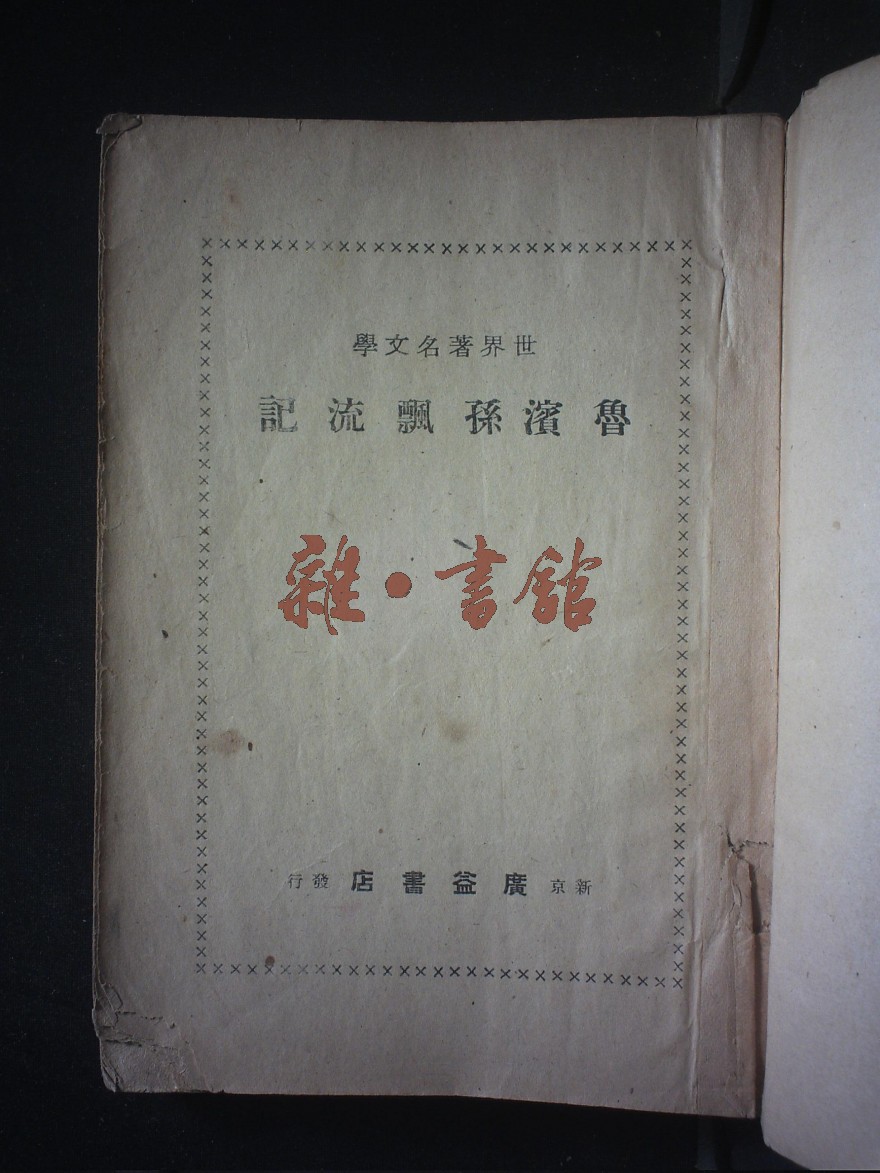 世界著名文學
魯濱孫飄流記
雜·書館
新京廣益書店發行